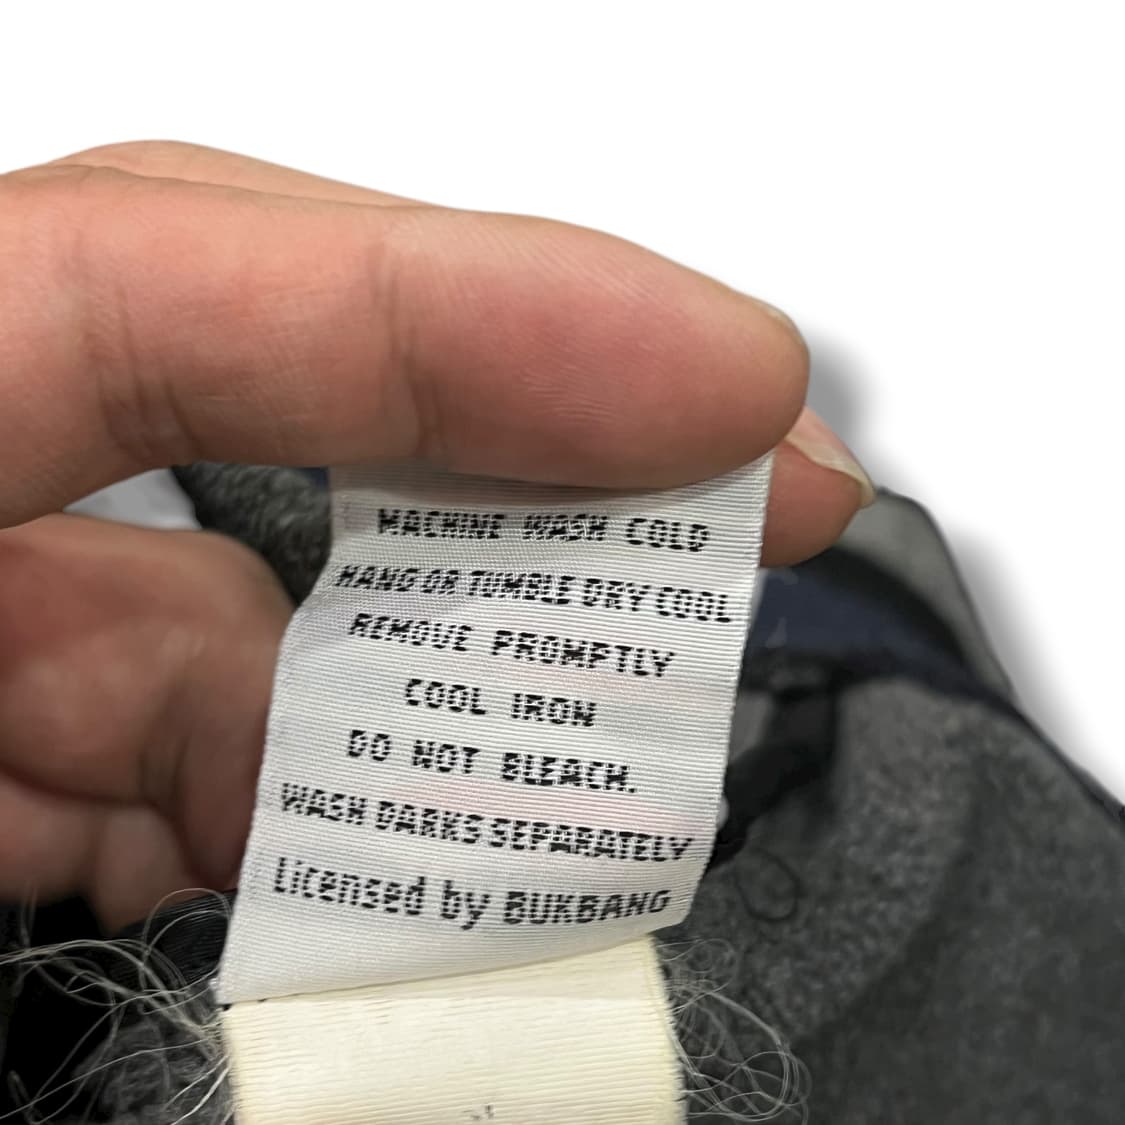 MACHINE WASH COLD
HANG OR TUMBLE DRY COOL
REMOVE PROMPTLY
COOL IRON
DO NOT BLEACH.
WASH DARKS SEPARATELY
Licensed by BUKBANG